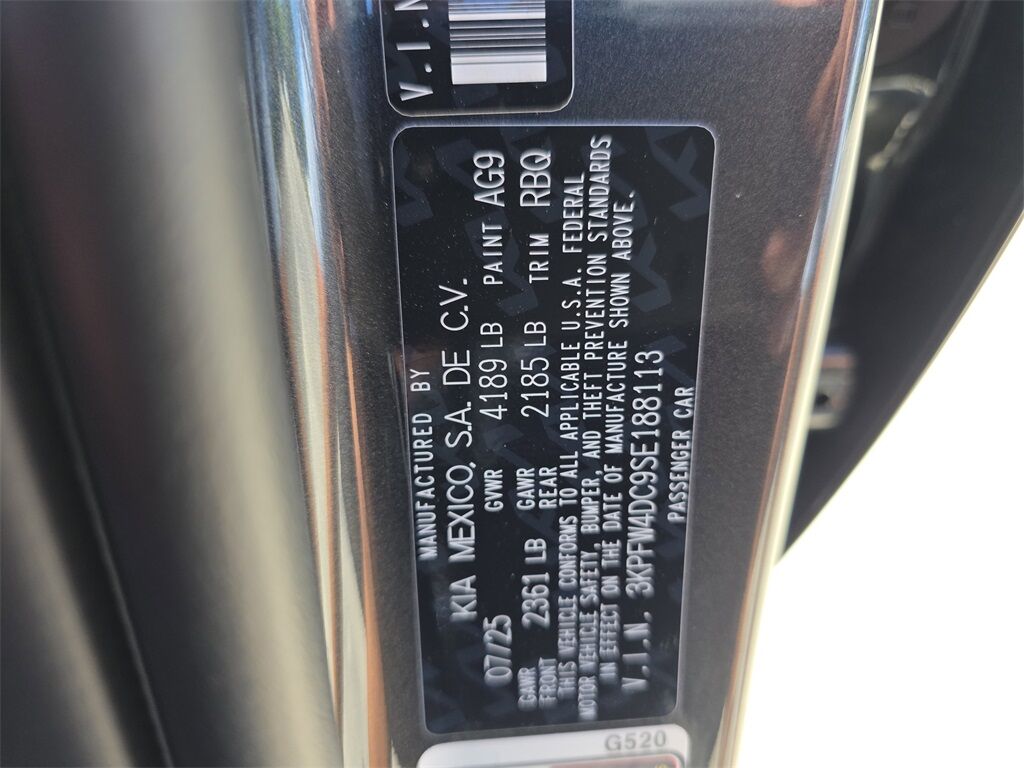 V.I.N
MANUFACTURED BY
KIA MEXICO, S.A. DE C.V.
07/25 GVWR 4189 LB PAINT AG9
GAWR FRONT 2361 LB GAWR REAR 2185 LB TRIM RBQ
THIS VEHICLE CONFORMS TO ALL APPLICABLE U.S.A. FEDERAL
MOTOR VEHICLE SAFETY, BUMPER, AND THEFT PREVENTION STANDARDS
IN EFFECT ON THE DATE OF MANUFACTURE SHOWN ABOVE.
V.I.N. 3KPFW4DC9SE188113
PASSENGER CAR
G520